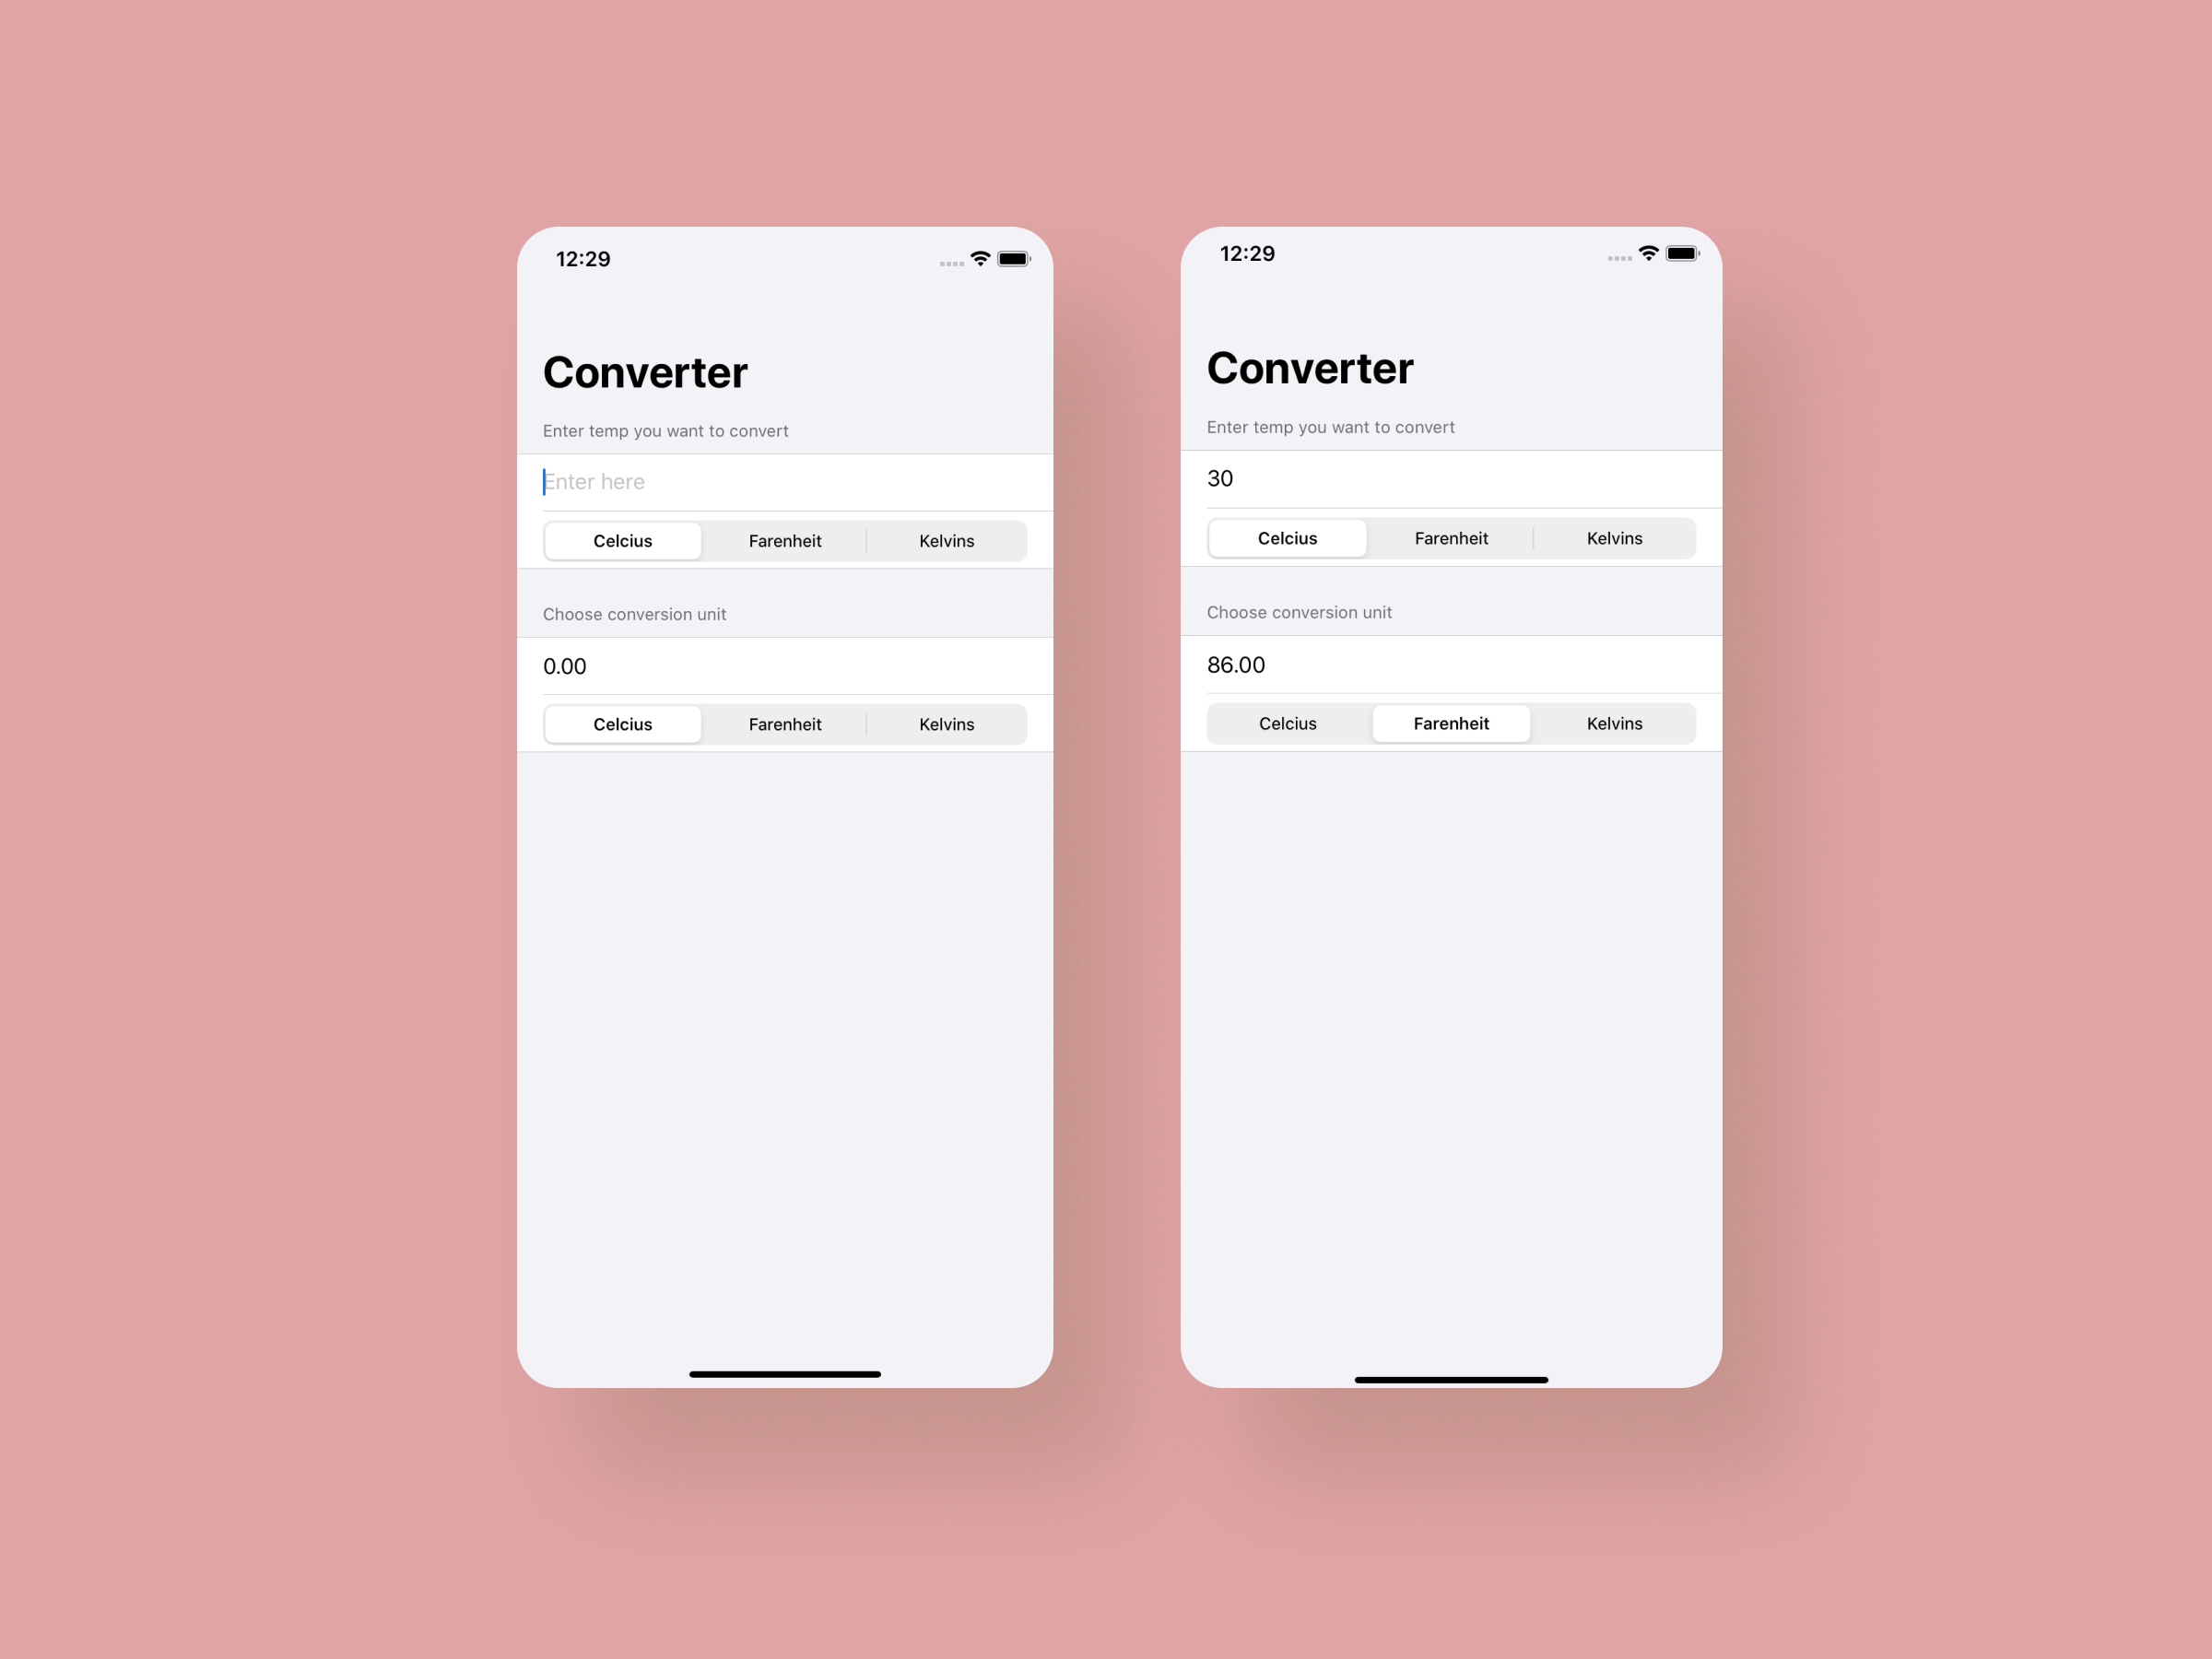 12:29
Converter
Enter temp you want to convert
Enter here
Celcius Farenheit Kelvins
Choose conversion unit
0.00
Celcius Farenheit Kelvins
12:29
Converter
Enter temp you want to convert
30
Celcius Farenheit Kelvins
Choose conversion unit
86.00
Celcius Farenheit Kelvins